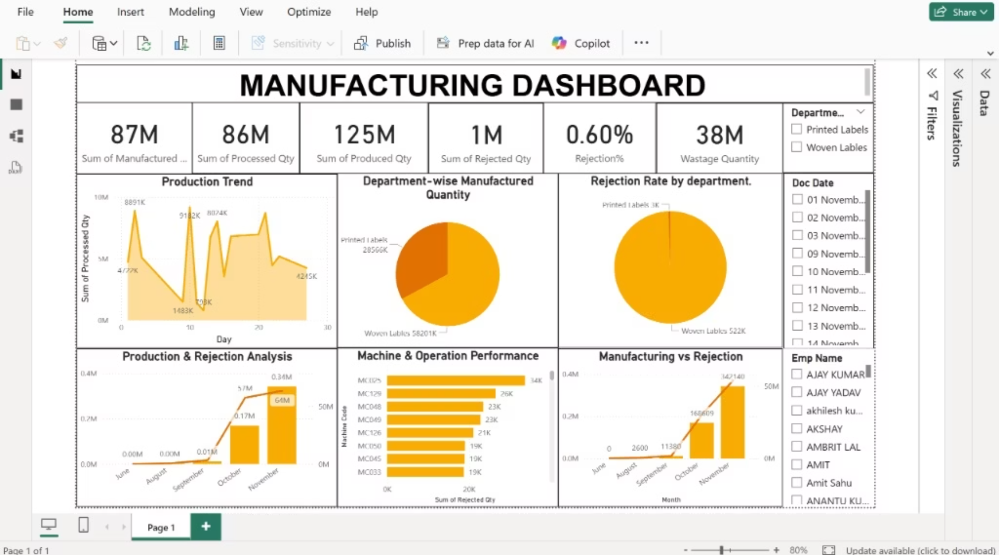 File Home Insert Modeling View Optimize Help Share
Sensitivity Publish Prep data for AI Copilot ...
MANUFACTURING DASHBOARD
87M
Sum of Manufactured ...
86M
Sum of Processed Qty
125M
Sum of Produced Qty
1M
Sum of Rejected Qty
0.60%
Rejection%
38M
Wastage Quantity
Departme...
Printed Labels
Woven Lables
Filters
Visualizations
Data
Production Trend
Sum of Processed Qty
10M
5M
0M
8891K
9182K
8024K
4722K
1483K
793K
4245K
0 10 20 30
Day
Department-wise Manufactured
Quantity
Printed Labels
28566K
Woven Lables 58201K
Rejection Rate by department.
Printed Labels 3K
Woven Lables 522K
Doc Date
01 Novemb...
02 Novemb...
03 Novemb...
09 Novemb...
10 Novemb...
11 Novemb...
12 Novemb...
13 Novemb...
14 Novemb
Production & Rejection Analysis
0.4M
0.2M
0.0M
0.00M
0.00M
0.01M
0.17M
0.34M
57M
64M
50M
0M
June August September October November
Machine & Operation Performance
Machine Code
MC025 34K
MC129 26K
MC048 23K
MC049 23K
MC126 21K
MC050 19K
MC045 19K
MC033 19K
0K 20K
Sum of Rejected Qty
Manufacturing vs Rejection
0.4M
0.2M
0.0M
0
2600
11380
168609
342140
50M
0M
June August September October November
Month
Emp Name
AJAY KUMAR
AJAY YADAV
akhilesh ku...
AKSHAY
AMBRIT LAL
AMIT
Amit Sahu
ANANTU KU...
Page 1
Page 1 of 1
- + 80% Update available (click to download)